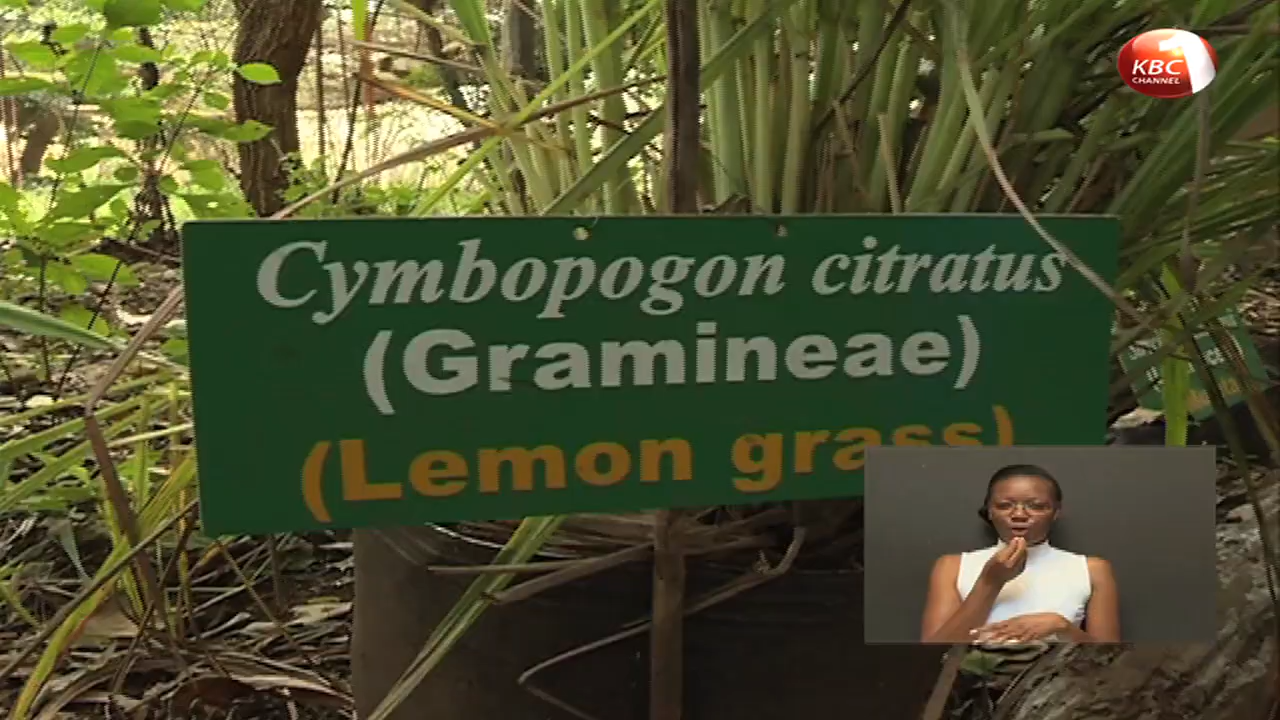 KBC 1
CHANNEL
Cymbopogon citratus
(Gramineae)
(Lemon grass)